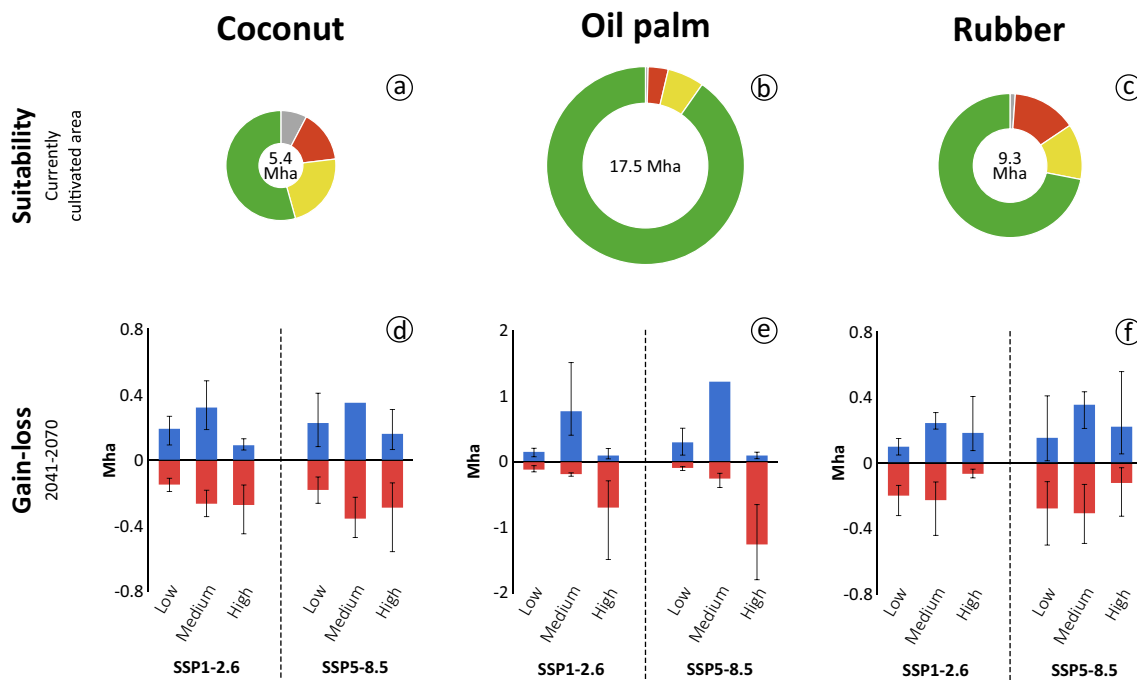 Coconut
Oil palm
Rubber
Suitability
Currently
cultivated area
a
5.4
Mha
b
17.5 Mha
c
9.3
Mha
Gain-loss
2041-2070
d
Mha
0.8
0.4
0
-0.4
-0.8
Low
Medium
High
Low
Medium
High
SSP1-2.6
SSP5-8.5
e
Mha
2
1
0
-1
-2
Low
Medium
High
Low
Medium
High
SSP1-2.6
SSP5-8.5
f
Mha
0.8
0.4
0
-0.4
-0.8
Low
Medium
High
Low
Medium
High
SSP1-2.6
SSP5-8.5